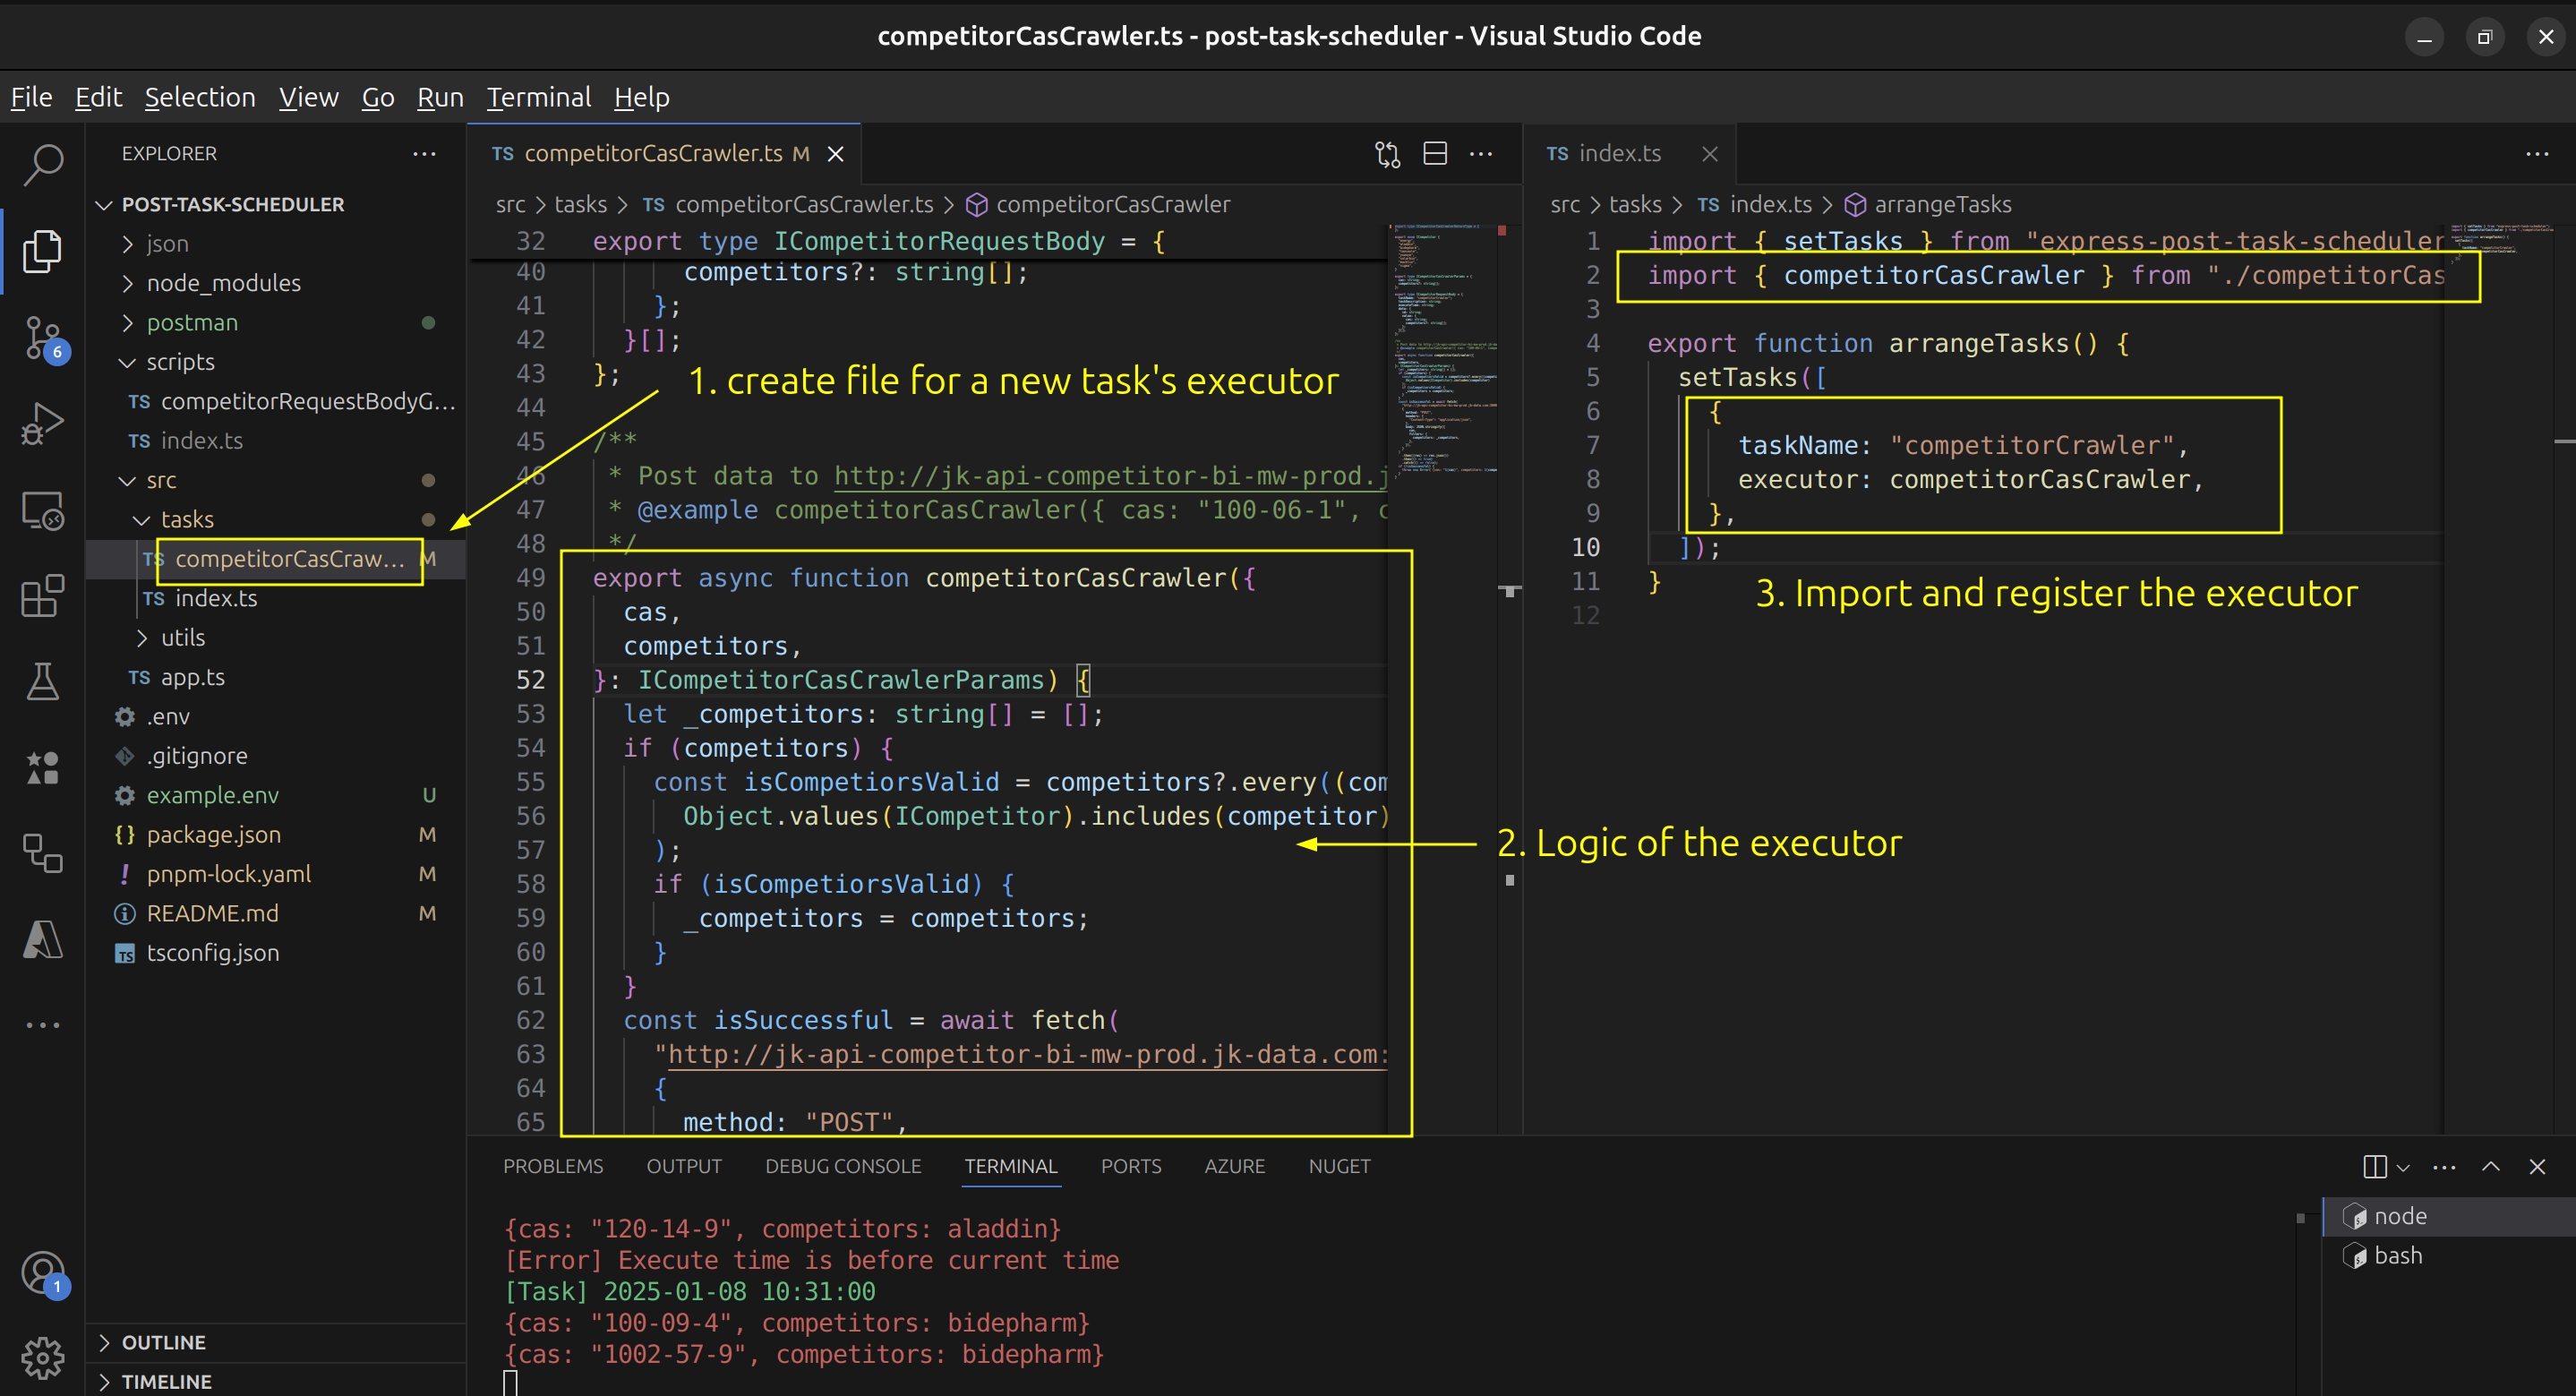 competitorCasCrawler.ts - post-task-scheduler - Visual Studio Code
File Edit Selection View Go Run Terminal Help
EXPLORER
POST-TASK-SCHEDULER
json
node_modules
postman
scripts
TS competitorRequestBodyG...
TS index.ts
src
tasks
TS competitorCasCraw... M
TS index.ts
utils
TS app.ts
.env
.gitignore
example.env U
{} package.json M
! pnpm-lock.yaml M
README.md M
TS tsconfig.json
OUTLINE
TIMELINE
6
1
TS competitorCasCrawler.ts M
src > tasks > TS competitorCasCrawler.ts > competitorCasCrawler
32 export type ICompetitorRequestBody = {
40 competitors?: string[];
41 };
42 }[];
43 };
44
45 /**
46 * Post data to http://jk-api-competitor-bi-mw-prod.j
47 * @example competitorCasCrawler({ cas: "100-06-1", c
48 */
49 export async function competitorCasCrawler({
50 cas,
51 competitors,
52 }: ICompetitorCasCrawlerParams) {
53 let _competitors: string[] = [];
54 if (competitors) {
55 const isCompetiorsValid = competitors?.every((com
56 Object.values(ICompetitor).includes(competitor)
57 );
58 if (isCompetiorsValid) {
59 _competitors = competitors;
60 }
61 }
62 const isSuccessful = await fetch(
63 "http://jk-api-competitor-bi-mw-prod.jk-data.com:
64 {
65 method: "POST",
1. create file for a new task's executor
2. Logic of the executor
TS index.ts
src > tasks > TS index.ts > arrangeTasks
1 import { setTasks } from "express-post-task-scheduler
2 import { competitorCasCrawler } from "./competitorCas
3
4 export function arrangeTasks() {
5 setTasks([
6 {
7 taskName: "competitorCrawler",
8 executor: competitorCasCrawler,
9 },
10 ]);
11 }
12
3. Import and register the executor
PROBLEMS OUTPUT DEBUG CONSOLE TERMINAL PORTS AZURE NUGET
{cas: "120-14-9", competitors: aladdin}
[Error] Execute time is before current time
[Task] 2025-01-08 10:31:00
{cas: "100-09-4", competitors: bidepharm}
{cas: "1002-57-9", competitors: bidepharm}
node
bash